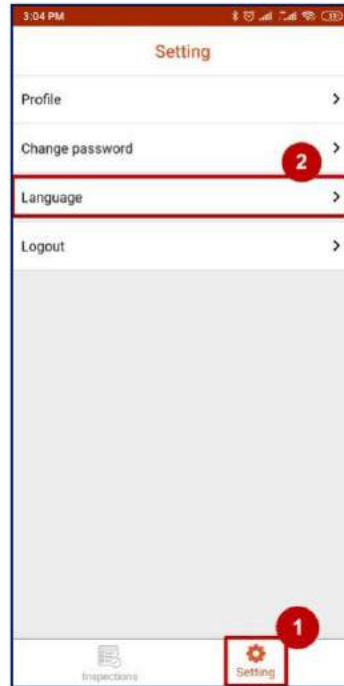 3:04 PM
Setting
Profile
Change password
2
Language
Logout
1
Inspections
Setting